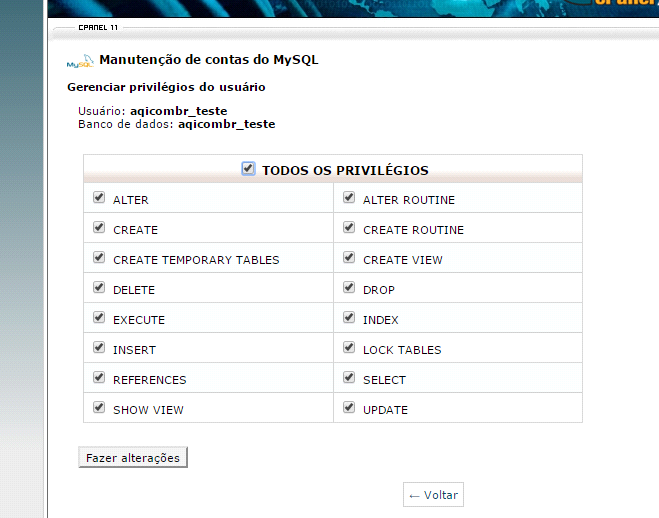 CPANEL 11
MySQL Manutenção de contas do MySQL
Gerenciar privilégios do usuário
Usuário: aqicombr_teste
Banco de dados: aqicombr_teste
TODOS OS PRIVILÉGIOS
ALTER ALTER ROUTINE
CREATE CREATE ROUTINE
CREATE TEMPORARY TABLES CREATE VIEW
DELETE DROP
EXECUTE INDEX
INSERT LOCK TABLES
REFERENCES SELECT
SHOW VIEW UPDATE
Fazer alterações
← Voltar